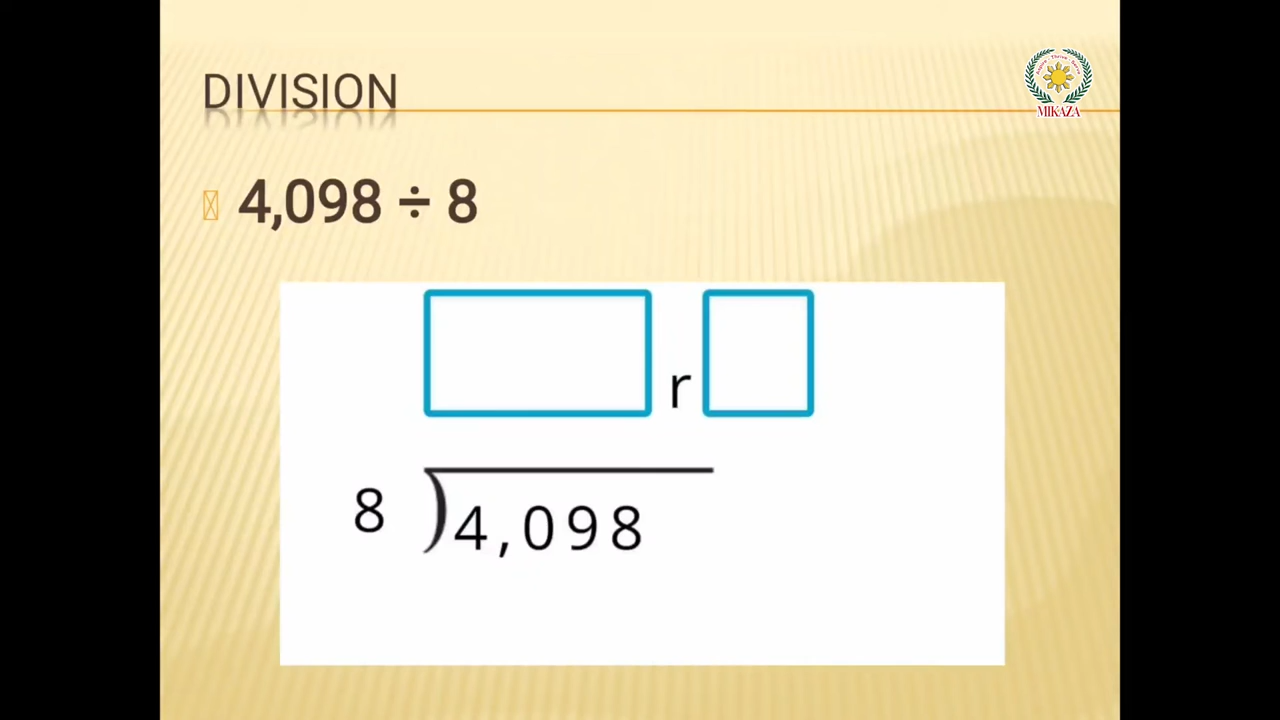 DIVISION
MIKAZA
4,098 ÷ 8
r
8
4,098